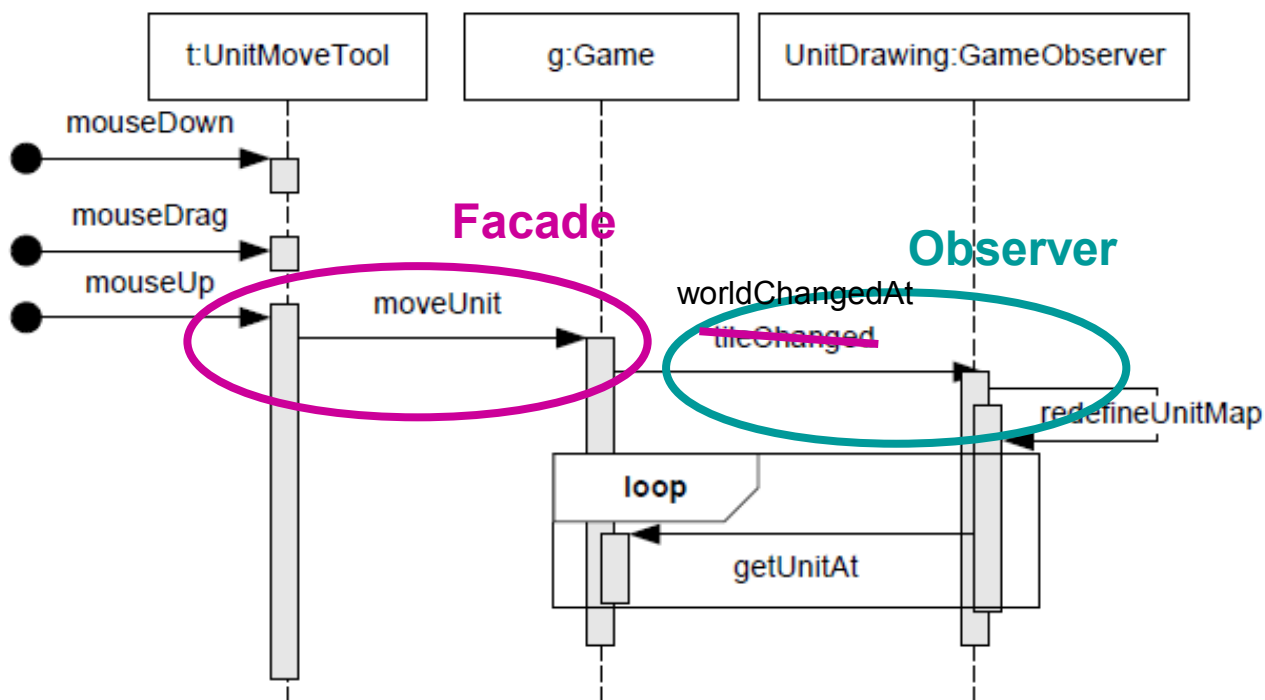 t:UnitMoveTool
g:Game
UnitDrawing:GameObserver
mouseDown
mouseDrag
Facade
Observer
mouseUp
moveUnit
worldChangedAt
tileChanged
redefineUnitMap
loop
getUnitAt